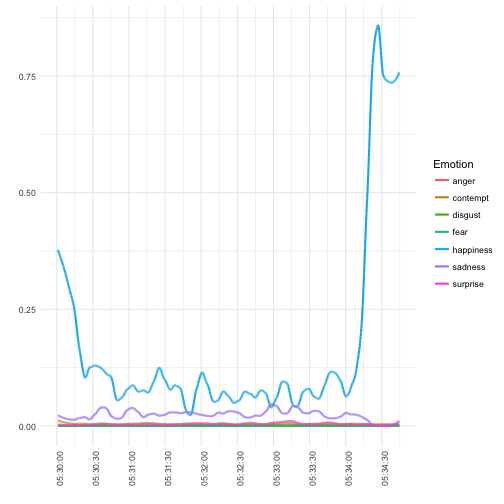 0.75
0.50
0.25
0.00
05:30:00
05:30:30
05:31:00
05:31:30
05:32:00
05:32:30
05:33:00
05:33:30
05:34:00
05:34:30
Emotion
anger
contempt
disgust
fear
happiness
sadness
surprise